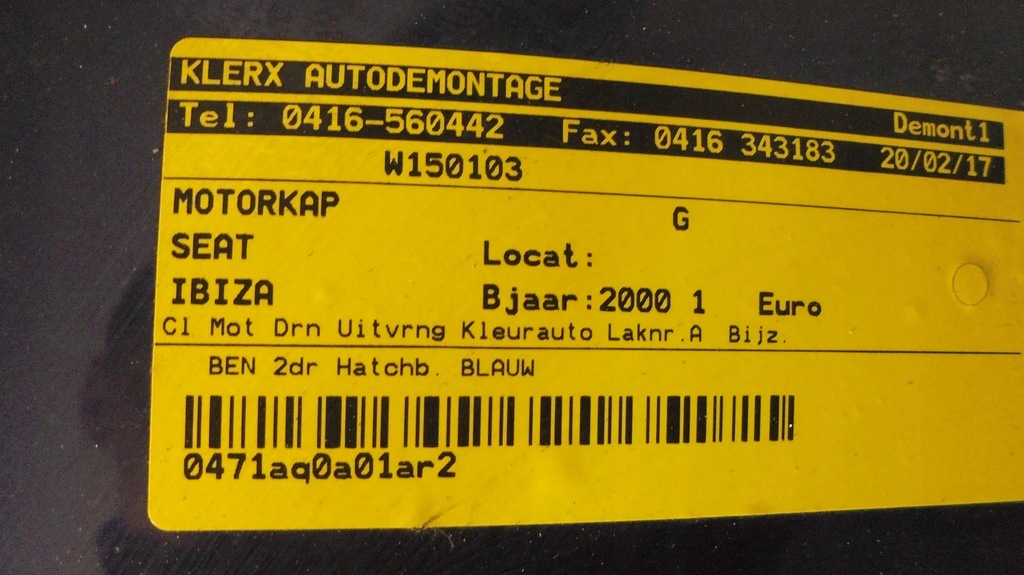 KLERX AUTODEMONTAGE Demont1
Tel: 0416-560442 Fax: 0416 343183 20/02/17
W150103
MOTORKAP G
SEAT Locat:
IBIZA Bjaar:2000 1 Euro
Cl Mot Drn Uitvrng Kleurauto Laknr.A Bijz.
BEN 2dr Hatchb. BLAUW
0471aq0a01ar2